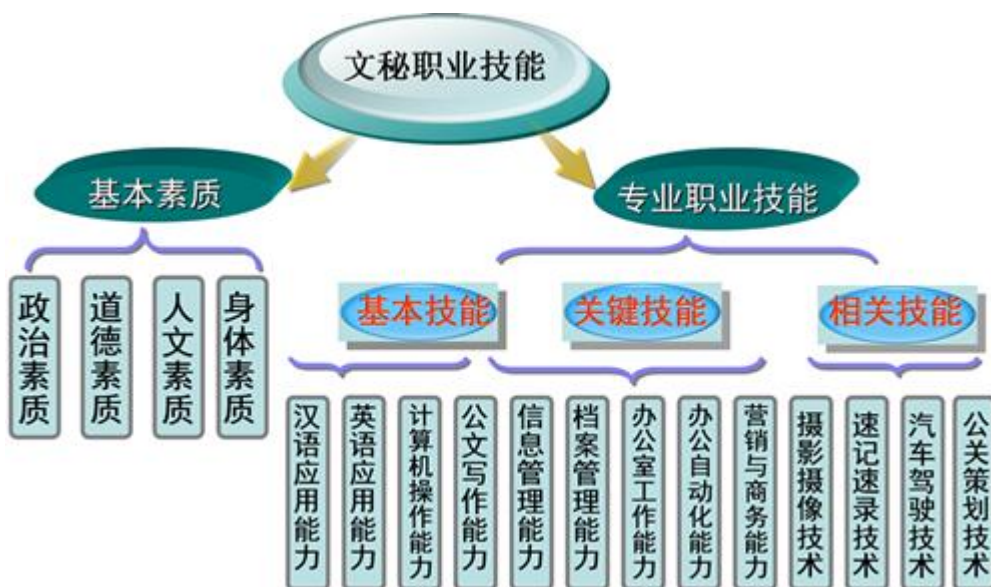 文秘职业技能
基本素质
专业职业技能
政治素质
道德素质
人文素质
身体素质
基本技能
关键技能
相关技能
汉语应用能力
英语应用能力
计算机操作能力
公文写作能力
信息管理能力
档案管理能力
办公室工作能力
办公自动化能力
营销与商务能力
摄影摄像技术
速记速录技术
汽车驾驶技术
公关策划技术